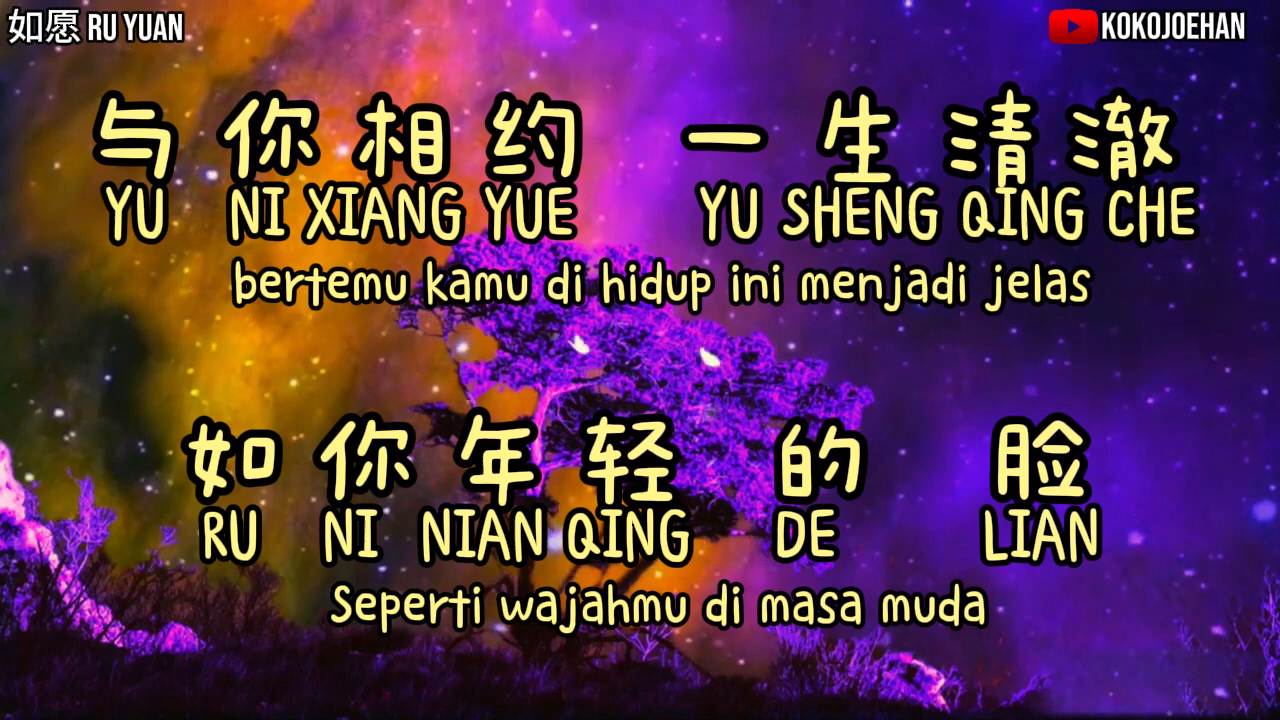 如愿 RU YUAN
KOKOJOEHAN
与你相约 一生清澈
YU NI XIANG YUE YU SHENG QING CHE
bertemu kamu di hidup ini menjadi jelas
如你年轻的脸
RU NI NIAN QING DE LIAN
Seperti wajahmu di masa muda